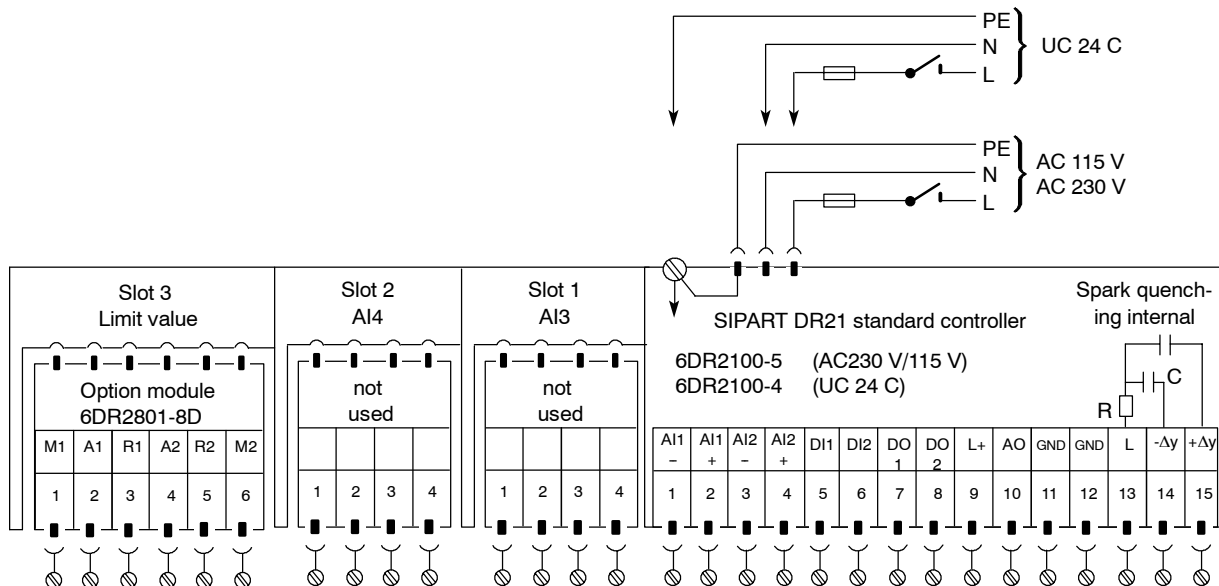 PE
N
L
UC 24 C
PE
N
L
AC 115 V
AC 230 V
Slot 3
Limit value
Slot 2
AI4
Slot 1
AI3
SIPART DR21 standard controller
6DR2100-5 (AC230 V/115 V)
6DR2100-4 (UC 24 C)
Spark quench-
ing internal
C
R
Option module
6DR2801-8D
not
used
not
used
M1 A1 R1 A2 R2 M2
1 2 3 4 5 6
1 2 3 4
1 2 3 4
AI1 AI1 AI2 AI2 DI1 DI2 DO DO L+ AO GND GND L -Δy +Δy
− + − + 1 2
1 2 3 4 5 6 7 8 9 10 11 12 13 14 15